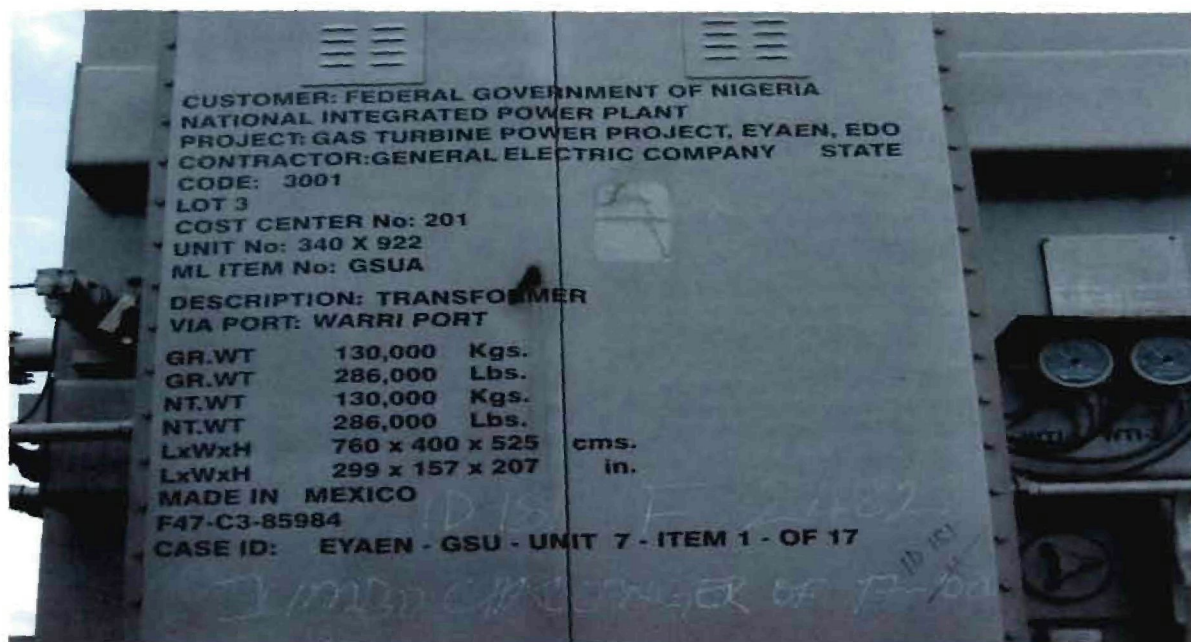 CUSTOMER: FEDERAL GOVERNMENT OF NIGERIA
NATIONAL INTEGRATED POWER PLANT
PROJECT: GAS TURBINE POWER PROJECT, EYAEN, EDO
CONTRACTOR:GENERAL ELECTRIC COMPANY STATE
CODE: 3001
LOT 3
COST CENTER No: 201
UNIT No: 340 X 922
ML ITEM No: GSUA
DESCRIPTION: TRANSFORMER
VIA PORT: WARRI PORT
GR.WT 130,000 Kgs.
GR.WT 286,000 Lbs.
NT.WT 130,000 Kgs.
NT.WT 286,000 Lbs.
LxWxH 760 x 400 x 525 cms.
LxWxH 299 x 157 x 207 in.
MADE IN MEXICO
F47-C3-85984
CASE ID: EYAEN - GSU - UNIT 7 - ITEM 1 - OF 17
ID 151